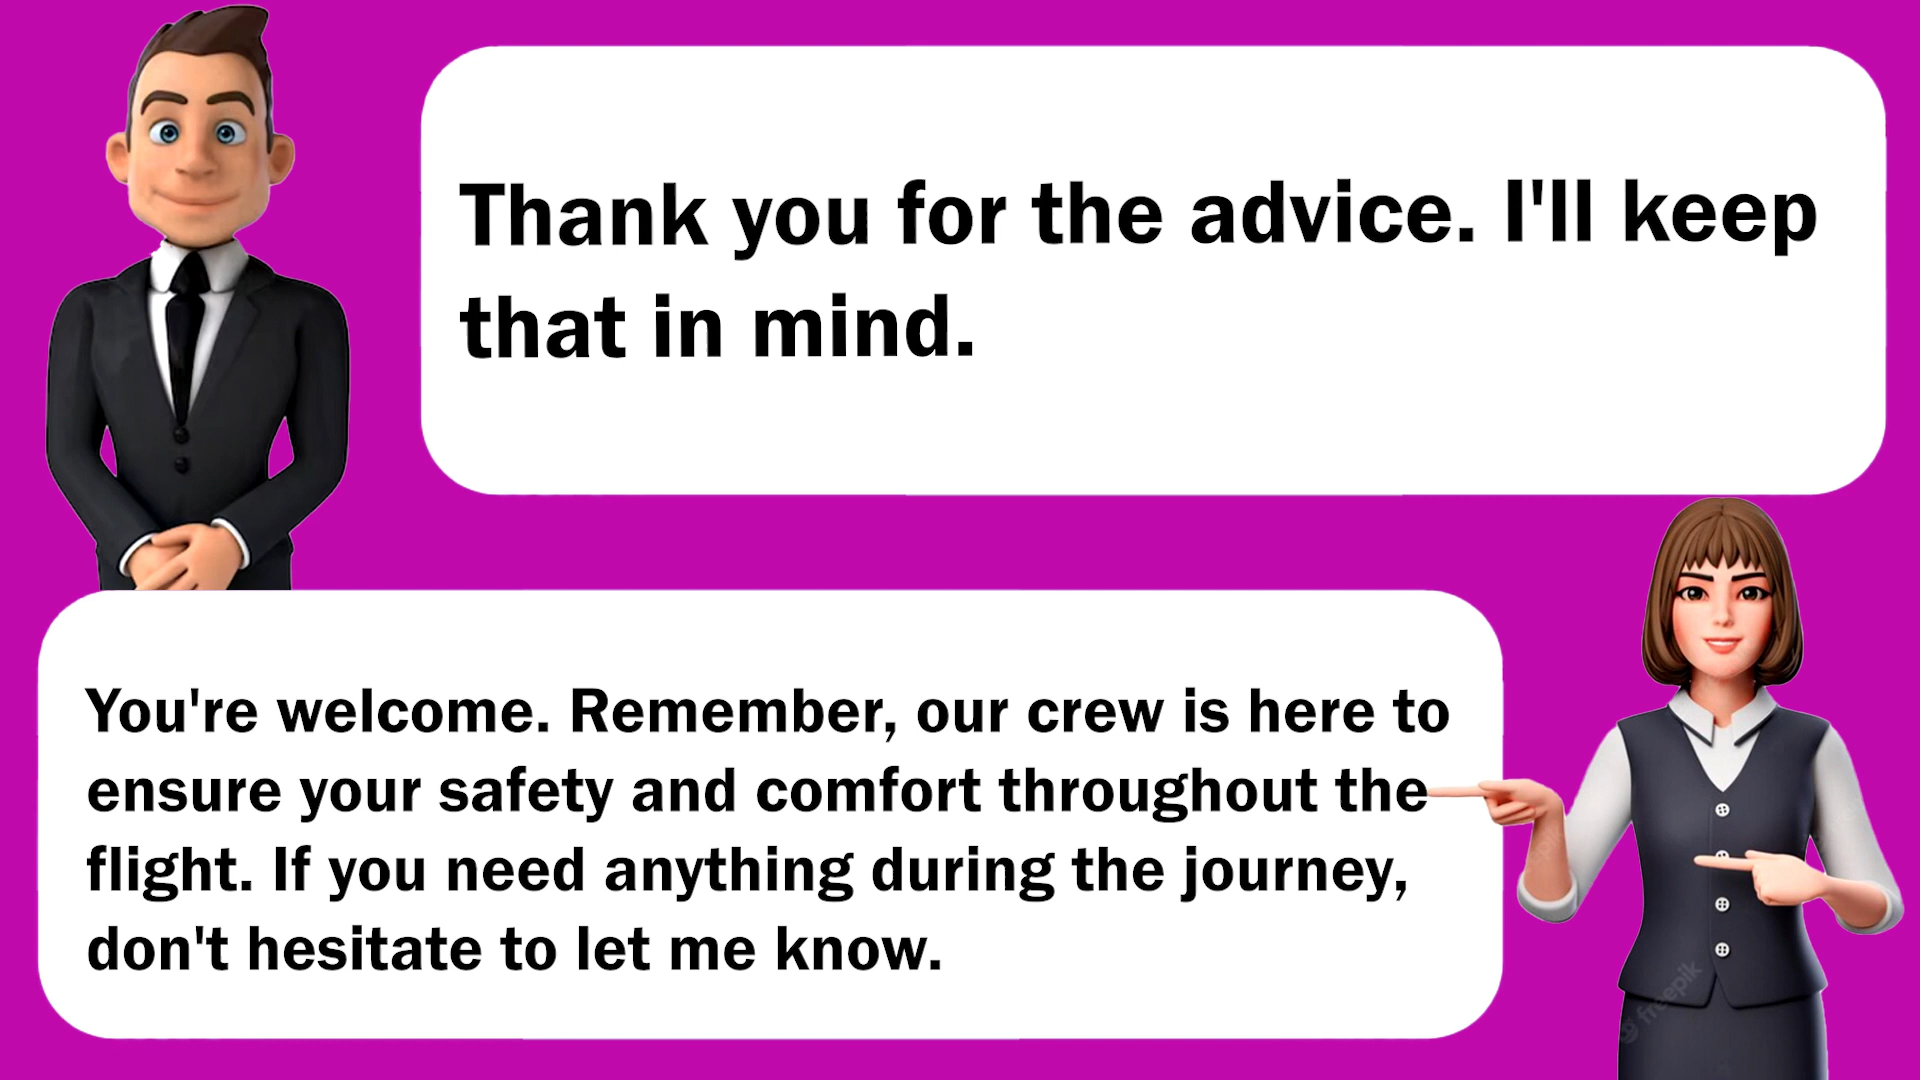 Thank you for the advice. I'll keep
that in mind.
You're welcome. Remember, our crew is here to
ensure your safety and comfort throughout the
flight. If you need anything during the journey,
don't hesitate to let me know.
freepik